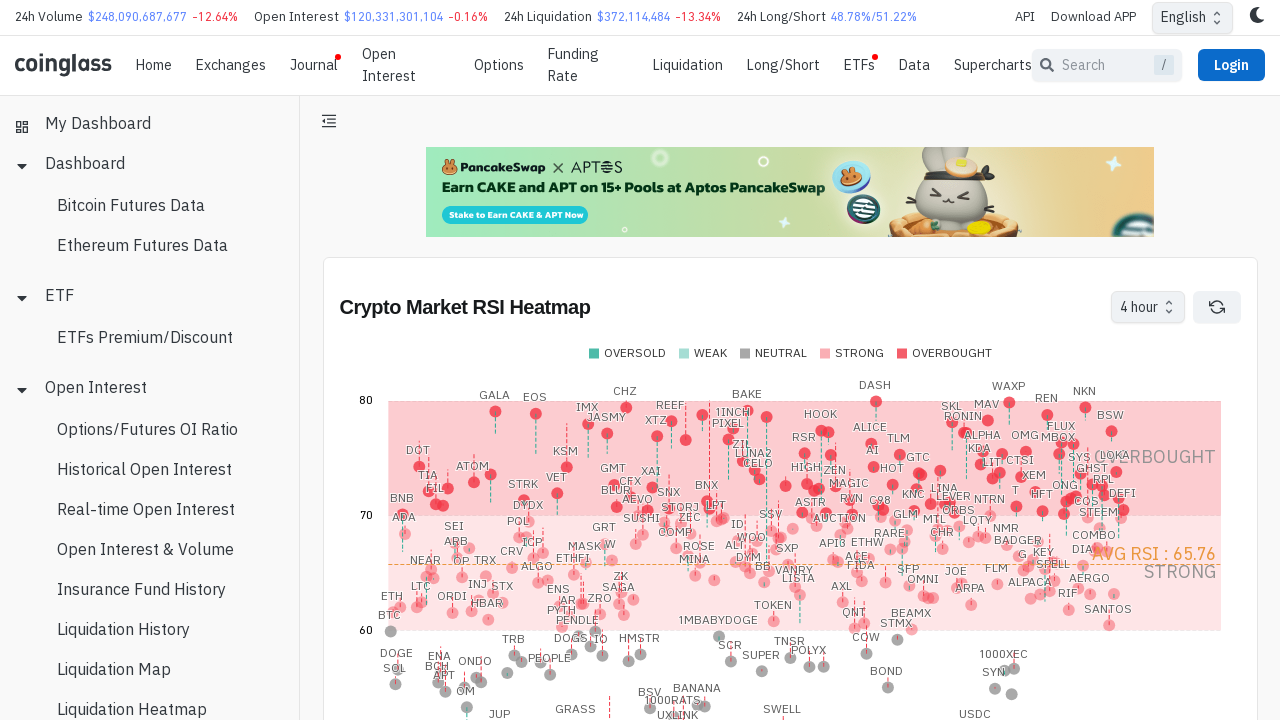 24h Volume $248,090,687,677 -12.64% Open Interest $120,331,301,104 -0.16% 24h Liquidation $372,114,484 -13.34% 24h Long/Short 48.78%/51.22% API Download APP English
coinglass Home Exchanges Journal Open Interest Options Funding Rate Liquidation Long/Short ETFs Data Supercharts Search / Login
My Dashboard
Dashboard
Bitcoin Futures Data
Ethereum Futures Data
ETF
ETFs Premium/Discount
Open Interest
Options/Futures OI Ratio
Historical Open Interest
Real-time Open Interest
Open Interest & Volume
Insurance Fund History
Liquidation History
Liquidation Map
Liquidation Heatmap
PancakeSwap × APTOS
Earn CAKE and APT on 15+ Pools at Aptos PancakeSwap
Stake to Earn CAKE & APT Now
Crypto Market RSI Heatmap
4 hour
OVERSOLD WEAK NEUTRAL STRONG OVERBOUGHT
80
GALA EOS CHZ BAKE DASH WAXP NKN
IMX JASMY REEF XTZ 1INCH PIXEL HOOK SKL RONIN MAV REN BSW
ALICE FLUX
DOT KSM ZIL LUNA2 CELO RSR TLM ALPHA KDA OMG MBOX
OVERBOUGHT
TIA FIL ATOM GMT XAI HIGH ZEN AI HOT GTC LIT CTSI SYS LOKA
BNB STRK VET BLUR CFX AEVO SNX BNX MAGIC RVN KNC LINA LEVER NTRN XEM T HFT ONG GHST RPL DEFI
70
ADA SEI DYDX POL GRT SUSHI STORJ ZEC LPT SSV ASTR AUCTION C98 GLM ORBS MTL LQTY COS STEEM
ARB ICP MASK W COMP ROSE ID WOO API3 ETHW RARE CHR NMR BADGER COMBO
NEAR OP TRX CRV ALGO ETHFI MINA DYM SXP ACE FIDA G KEY SPELL
AVG RSI : 65.76
STRONG
LTC INJ STX ZK SAGA BB VANRY LISTA AXL SFP OMNI JOE FLM ALPACA AERGO
ETH ORDI HBAR ENS AR ZRO ARPA RIF
BTC PYTH PENDLE 1MBABYDOGE TOKEN QNT BEAMX STMX SANTOS
60
DOGE TRB DOGS IO HMSTR SCR TNSR COW
SOL ENA BCH APT ONDO PEOPLE SUPER POLYX BOND 1000XEC SYN
OM BSV BANANA 1000RATS
JUP GRASS UXLINK SWELL USDC